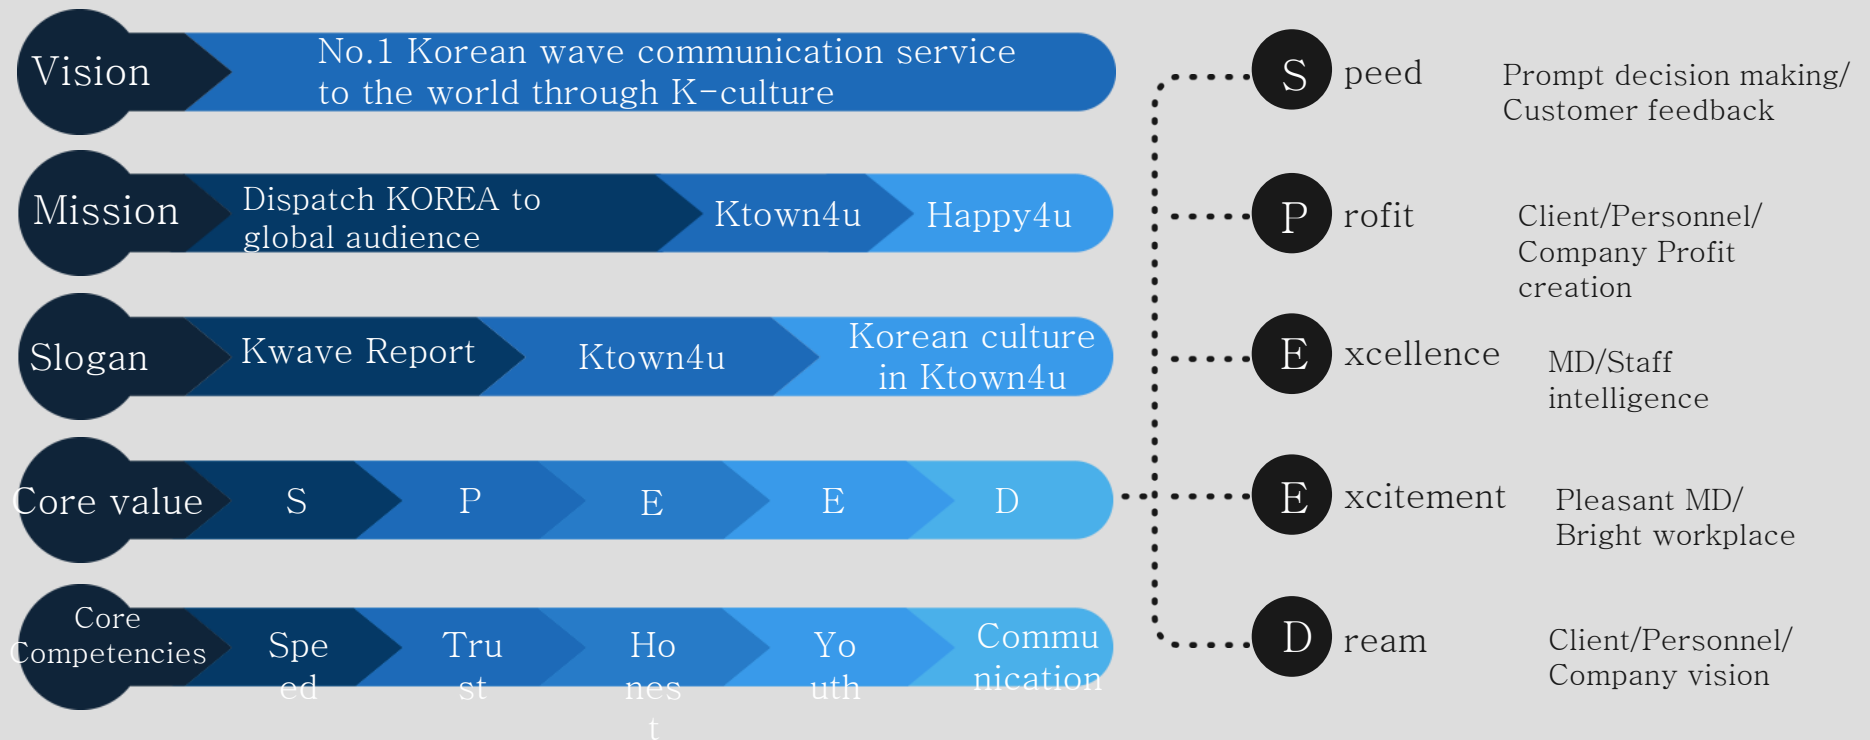 Vision
No.1 Korean wave communication service
to the world through K-culture
Mission
Dispatch KOREA to
global audience
Ktown4u
Happy4u
Slogan
Kwave Report
Ktown4u
Korean culture
in Ktown4u
Core value
S
P
E
E
D
Core
Competencies
Spe
ed
Tru
st
Ho
nes
t
Yo
uth
Commu
nication
S peed
Prompt decision making/
Customer feedback
P rofit
Client/Personnel/
Company Profit
creation
E xcellence
MD/Staff
intelligence
E xcitement
Pleasant MD/
Bright workplace
D ream
Client/Personnel/
Company vision